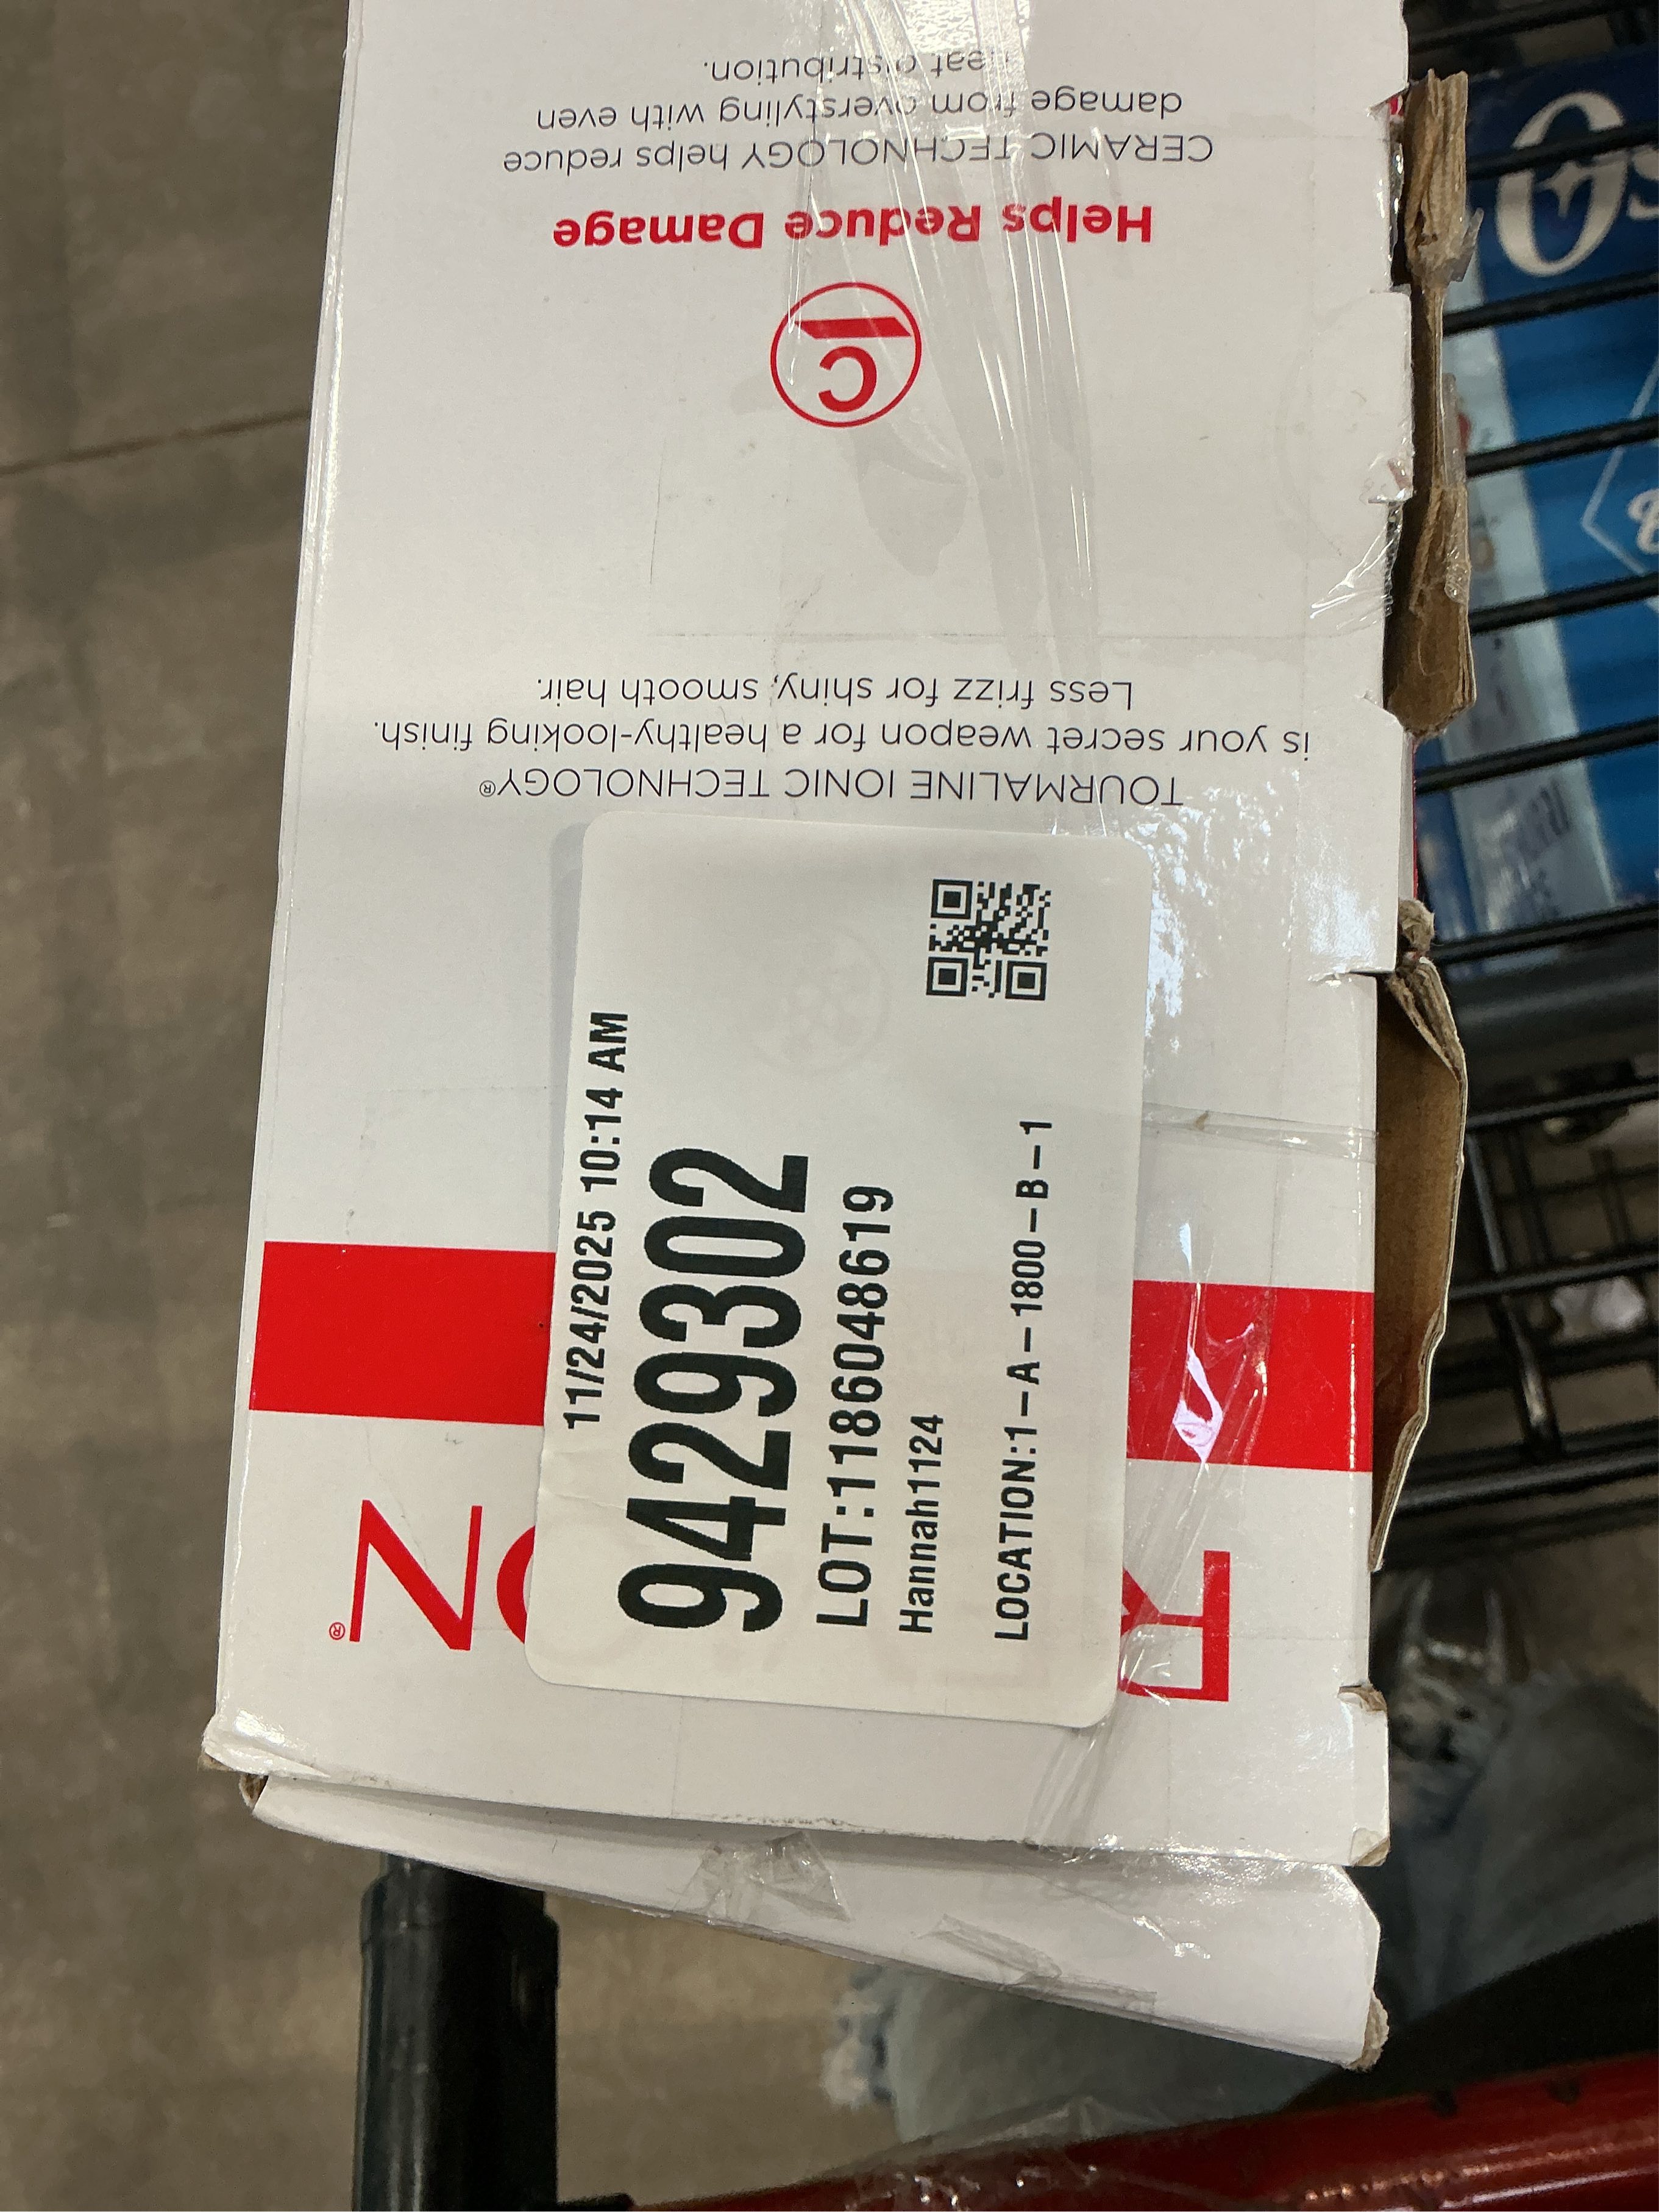 11/24/2025 10:14 AM
9429302
LOT:1186048619
Hannah1124
LOCATION:1-A-1800-B-1
R
N®
TOURMALINE IONIC TECHNOLOGY®
is your secret weapon for a healthy-looking finish.
Less frizz for shiny, smooth hair.
C
Helps Reduce Damage
CERAMIC TECHNOLOGY helps reduce
damage from overstyling with even
heat distribution.
Os